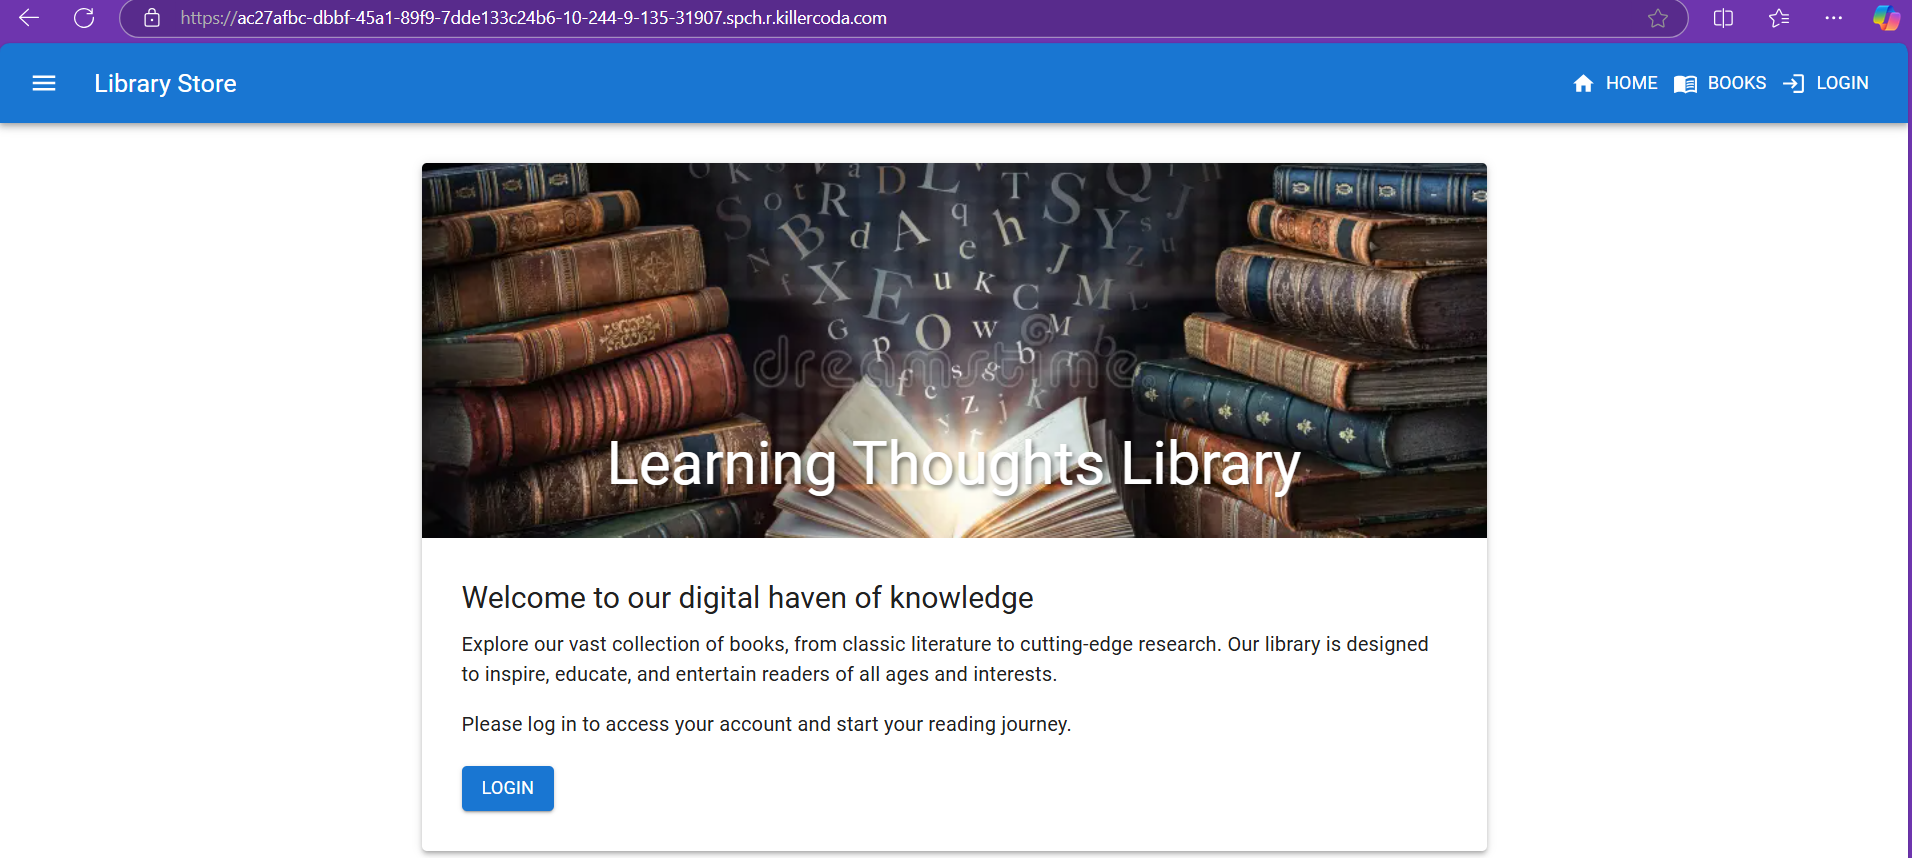 https://ac27afbc-dbbf-45a1-89f9-7dde133c24b6-10-244-9-135-31907.spch.r.killercoda.com
Library Store
HOME BOOKS LOGIN
dreamstime
Learning Thoughts Library
Welcome to our digital haven of knowledge
Explore our vast collection of books, from classic literature to cutting-edge research. Our library is designed
to inspire, educate, and entertain readers of all ages and interests.
Please log in to access your account and start your reading journey.
LOGIN